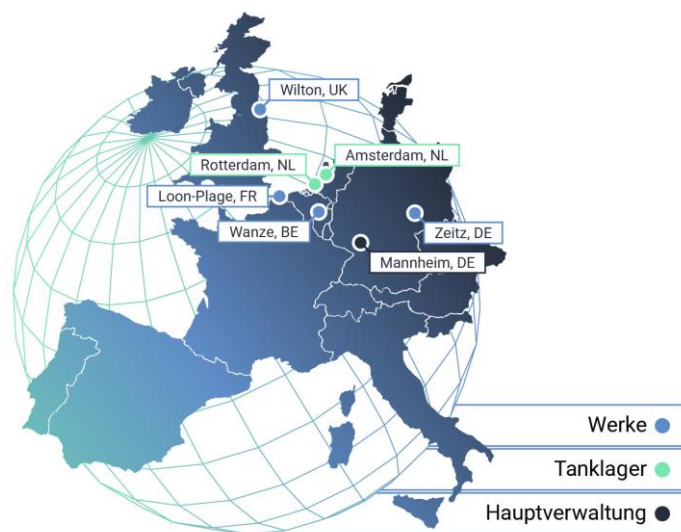 Wilton, UK
Amsterdam, NL
Rotterdam, NL
Loon-Plage, FR
Wanze, BE
Zeitz, DE
Mannheim, DE
Werke
Tanklager
Hauptverwaltung